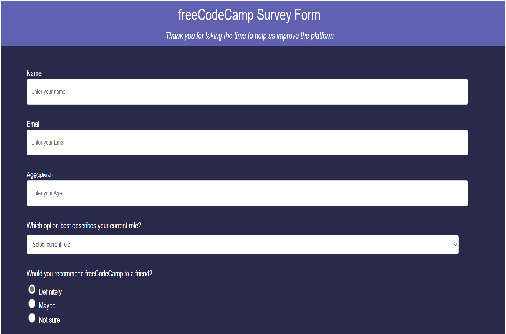 freeCodeCamp Survey Form
Thank you for taking the time to help us improve the platform
Name
Enter your name
Email
Enter your Email
Age(optional)
Enter your Age
Which option best describes your current role?
Select current role
Would you recommend freeCodeCamp to a friend?
Definitely
Maybe
Not sure